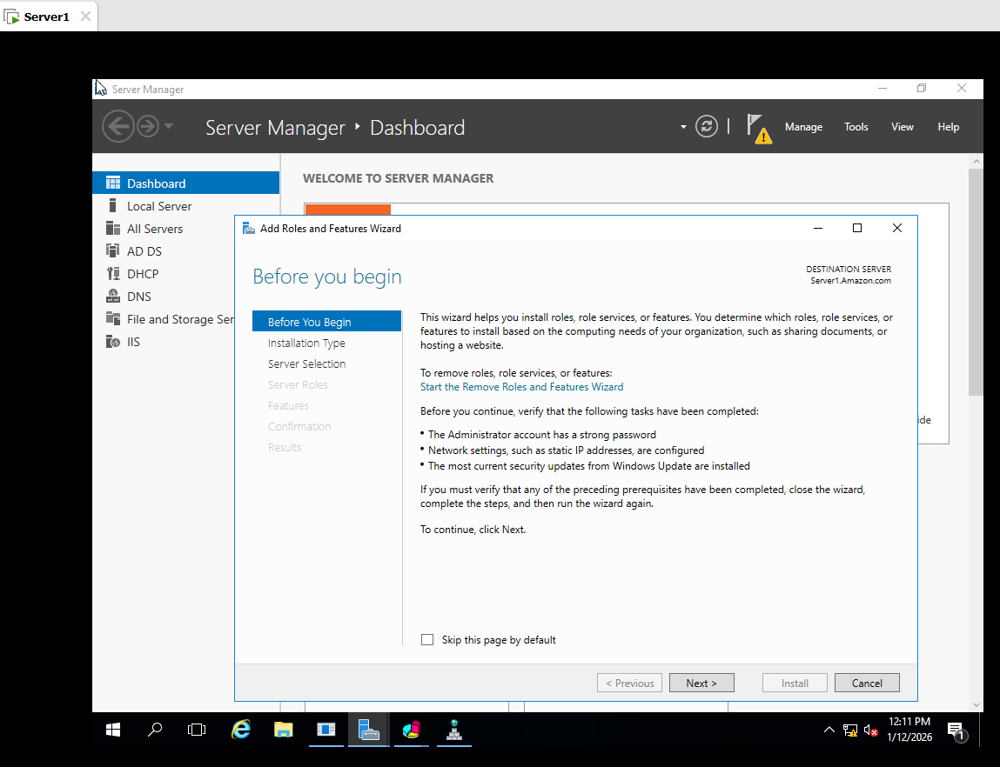 Server1
Server Manager
Server Manager ‣ Dashboard
Manage Tools View Help
Dashboard
Local Server
All Servers
AD DS
DHCP
DNS
File and Storage Ser
IIS
WELCOME TO SERVER MANAGER
ide
Add Roles and Features Wizard
Before you begin
DESTINATION SERVER
Server1.Amazon.com
Before You Begin
Installation Type
Server Selection
Server Roles
Features
Confirmation
Results
This wizard helps you install roles, role services, or features. You determine which roles, role services, or
features to install based on the computing needs of your organization, such as sharing documents, or
hosting a website.
To remove roles, role services, or features:
Start the Remove Roles and Features Wizard
Before you continue, verify that the following tasks have been completed:
• The Administrator account has a strong password
• Network settings, such as static IP addresses, are configured
• The most current security updates from Windows Update are installed
If you must verify that any of the preceding prerequisites have been completed, close the wizard,
complete the steps, and then run the wizard again.
To continue, click Next.
Skip this page by default
< Previous Next > Install Cancel
12:11 PM
1/12/2026
1